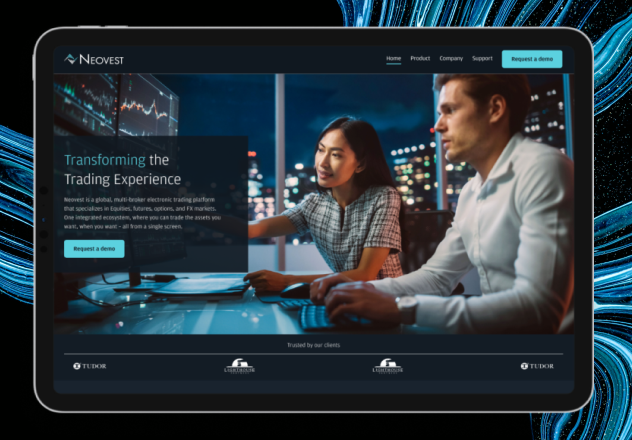 NEOVEST
Home Product Company Support Request a demo
Transforming the
Trading Experience
Neovest is a global, multi-broker electronic trading platform
that specializes in Equities, futures, options, and FX markets.
One integrated ecosystem, where you can trade the assets you
want, when you want – all from a single screen.
Request a demo
Trusted by our clients
TUDOR LIGHTHOUSE LIGHTHOUSE TUDOR